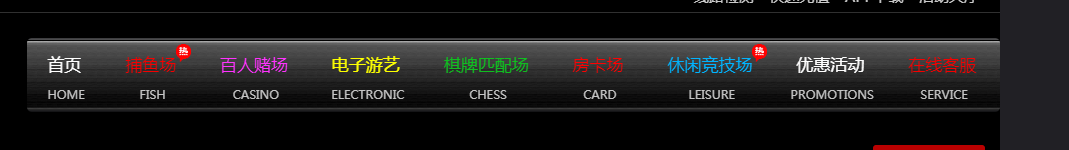 首页 捕鱼场 热 百人赌场 电子游艺 棋牌匹配场 房卡场 休闲竞技场 热 优惠活动 在线客服
HOME FISH CASINO ELECTRONIC CHESS CARD LEISURE PROMOTIONS SERVICE